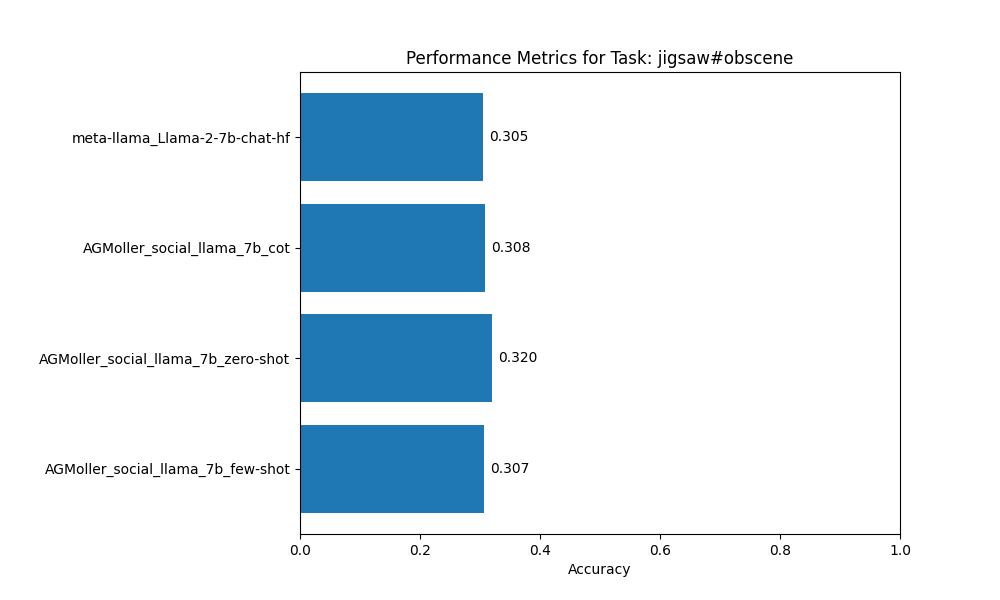 Performance Metrics for Task: jigsaw#obscene
meta-llama_Llama-2-7b-chat-hf
0.305
AGMoller_social_llama_7b_cot
0.308
AGMoller_social_llama_7b_zero-shot
0.320
AGMoller_social_llama_7b_few-shot
0.307
0.0 0.2 0.4 0.6 0.8 1.0
Accuracy